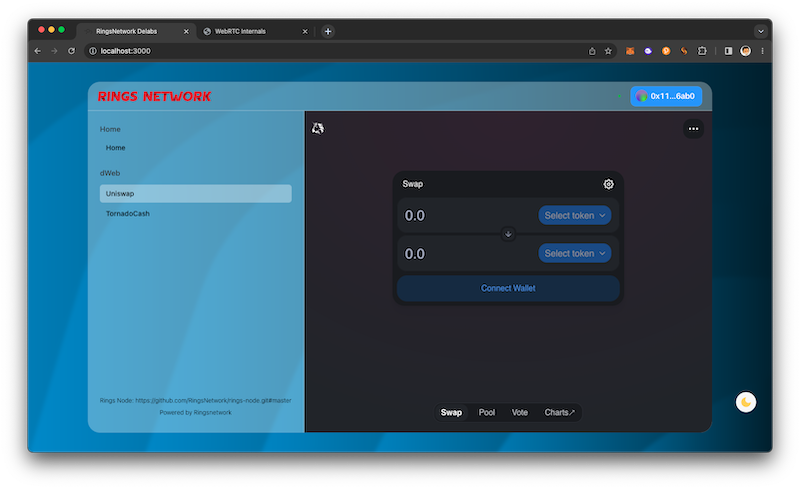 RingsNetwork Delabs
WebRTC Internals
localhost:3000
RINGS NETWORK
0x11...6ab0
Home
Home
dWeb
Uniswap
TornadoCash
Rings Node: https://github.com/RingsNetwork/rings-node.git#master
Powered by Ringsnetwork
Swap
0.0
Select token
0.0
Select token
Connect Wallet
Swap Pool Vote Charts↗